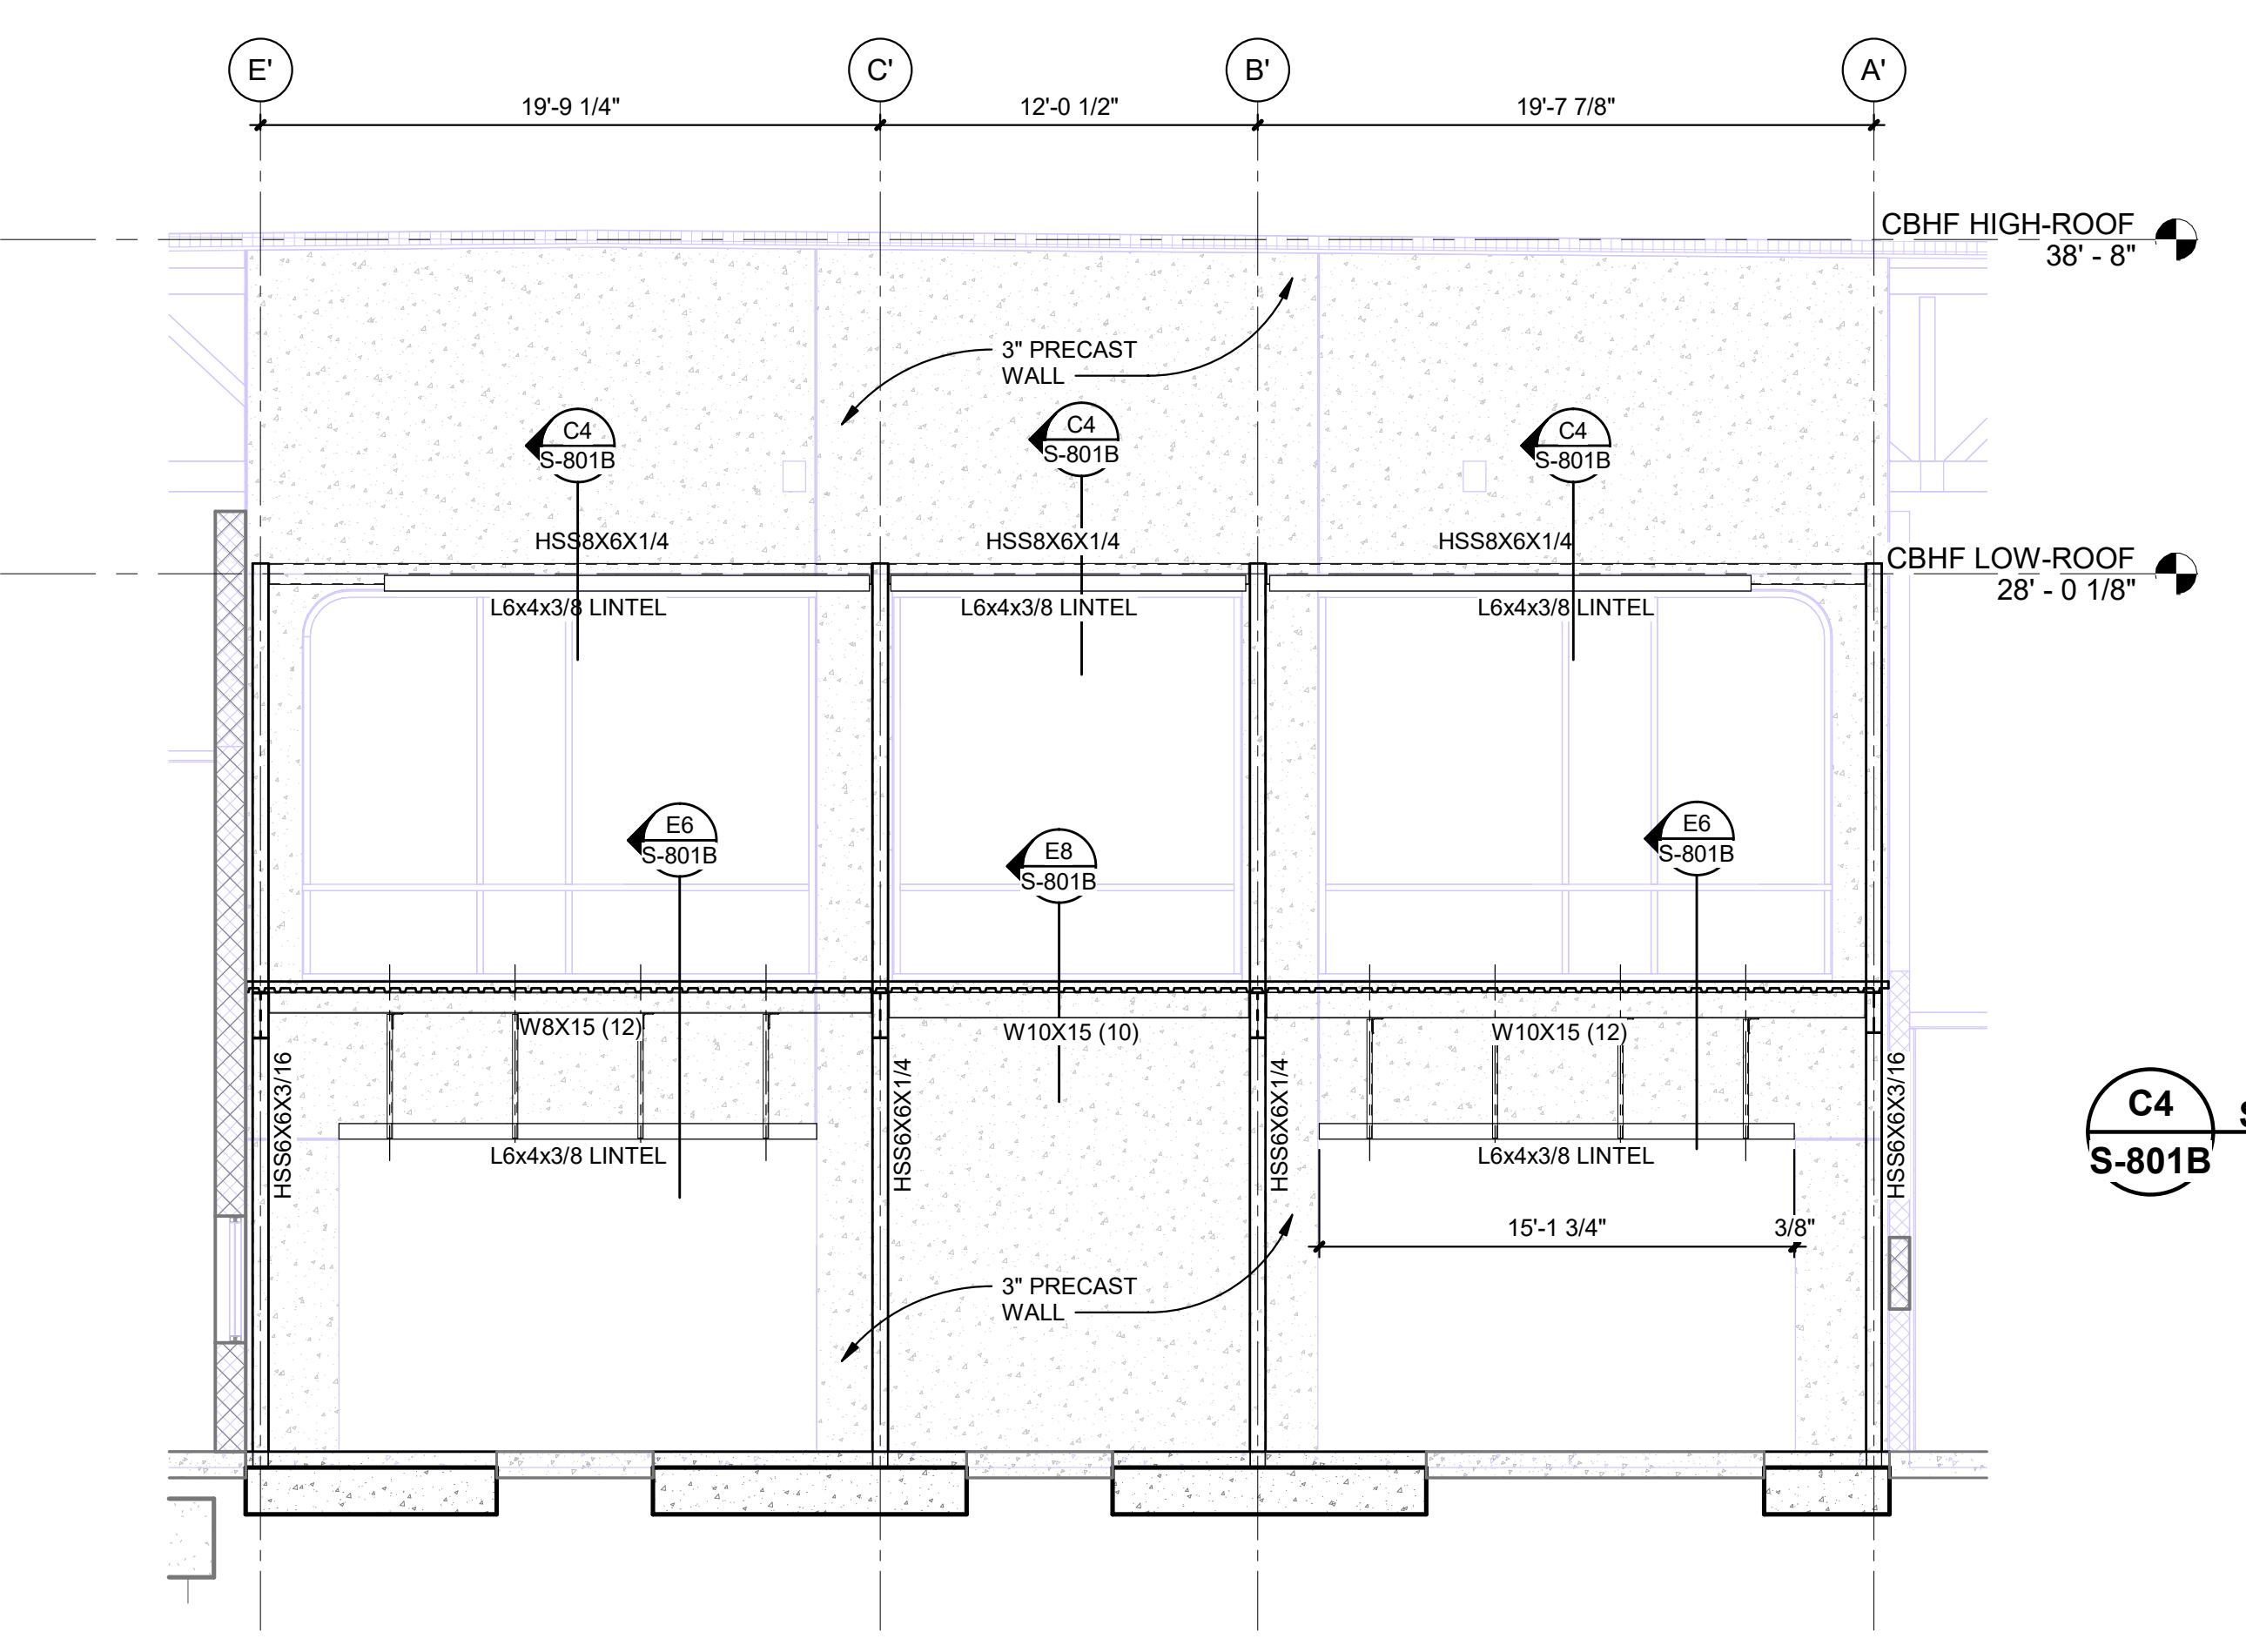 E'
C'
B'
A'
19'-9 1/4"
12'-0 1/2"
19'-7 7/8"
CBHF HIGH-ROOF
38' - 8"
3" PRECAST
WALL
C4
S-801B
C4
S-801B
C4
S-801B
HSS8X6X1/4
HSS8X6X1/4
HSS8X6X1/4
CBHF LOW-ROOF
28' - 0 1/8"
L6x4x3/8 LINTEL
L6x4x3/8 LINTEL
L6x4x3/8 LINTEL
E6
S-801B
E8
S-801B
E6
S-801B
W8X15 (12)
W10X15 (10)
W10X15 (12)
HSS6X6X3/16
HSS6X6X1/4
HSS6X6X1/4
HSS6X6X3/16
C4
S-801B
L6x4x3/8 LINTEL
L6x4x3/8 LINTEL
15'-1 3/4"
3/8"
3" PRECAST
WALL